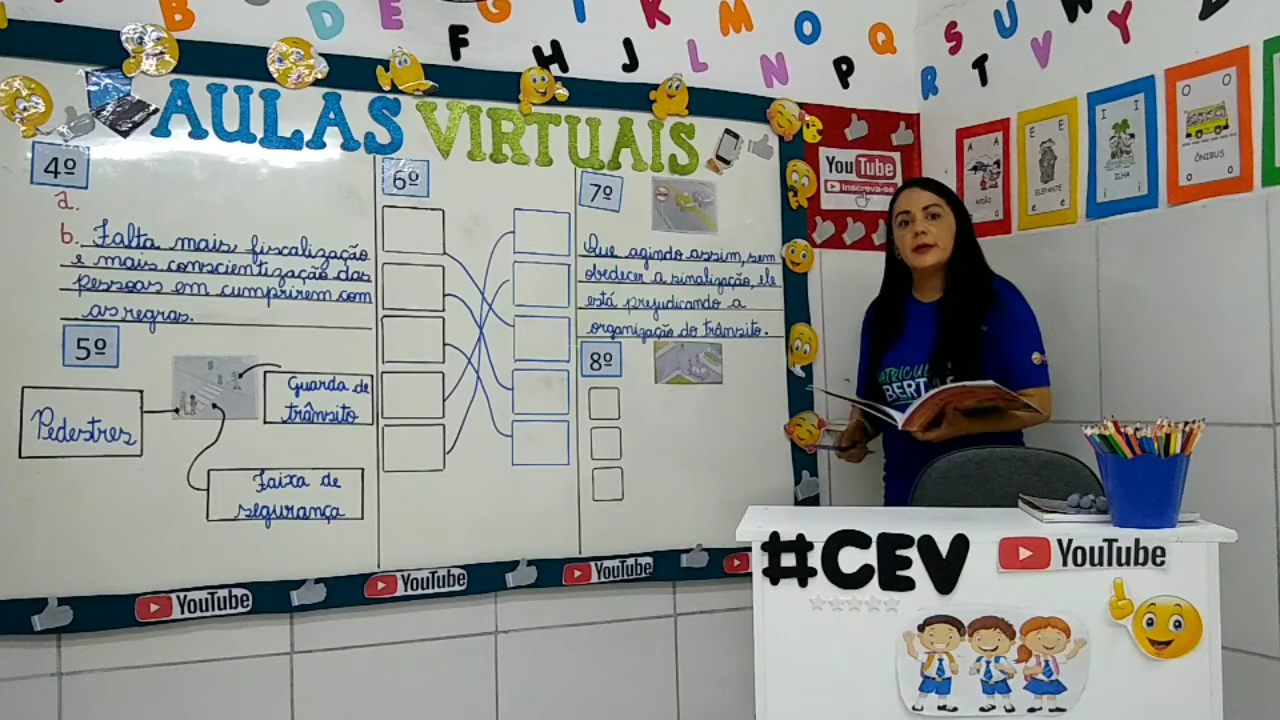 B D E G I K M O Q S U W Y Z
F H J L N P R T V
AULAS VIRTUAIS
4º
a.
b. Falta mais fiscalização
e mais conscientização das
pessoas em cumprirem com
as regras.
5º
Pedestres
Guarda de
trânsito
Faixa de
segurança
6º
7º
Que agindo assim, sem
obedecer a sinalização, ele
está prejudicando a
organização do trânsito.
8º
YouTube
Inscreva-se
A A
a
E E
ELEFANTE
e e
I I
ILHA
i i
O O
ÔNIBUS
o o
BERT
#CEV
YouTube
YouTube
YouTube
YouTube